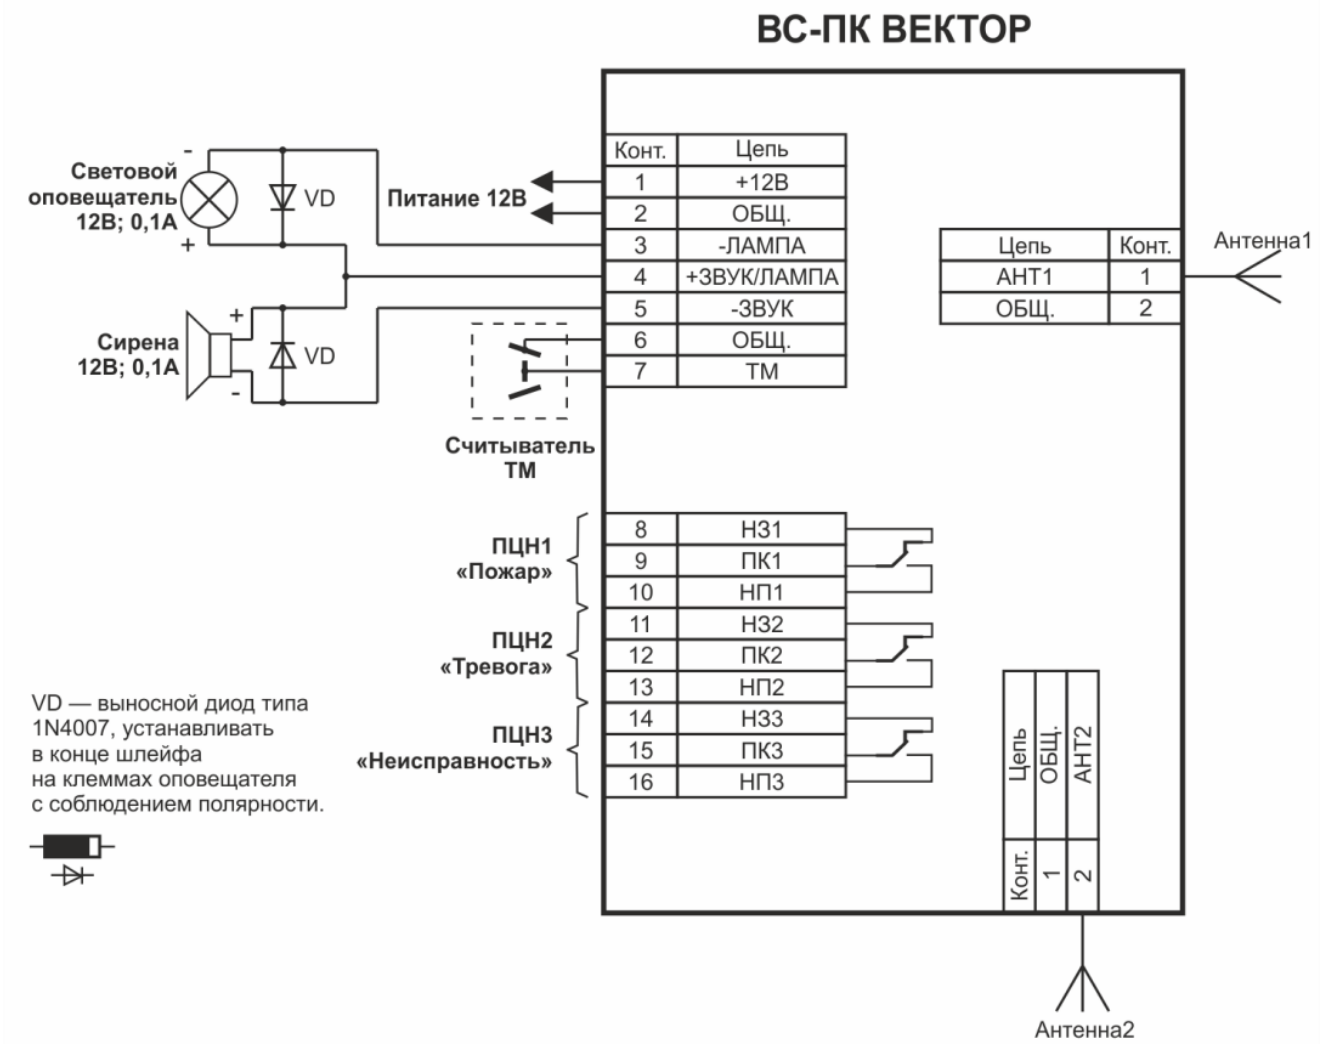 ВС-ПК ВЕКТОР
Конт. Цепь
1 +12В
2 ОБЩ.
3 -ЛАМПА
4 +ЗВУК/ЛАМПА
5 -ЗВУК
6 ОБЩ.
7 ТМ
-
Световой
оповещатель
12В; 0,1А
+
VD
Питание 12В
+
Сирена
12В; 0,1А
-
VD
Считыватель
ТМ
Цепь Конт.
АНТ1 1
ОБЩ. 2
Антенна1
ПЦН1
«Пожар»
8 НЗ1
9 ПК1
10 НП1
ПЦН2
«Тревога»
11 НЗ2
12 ПК2
13 НП2
ПЦН3
«Неисправность»
14 НЗ3
15 ПК3
16 НП3
VD — выносной диод типа
1N4007, устанавливать
в конце шлейфа
на клеммах оповещателя
с соблюдением полярности.
Конт. Цепь
1 ОБЩ.
2 АНТ2
Антенна2